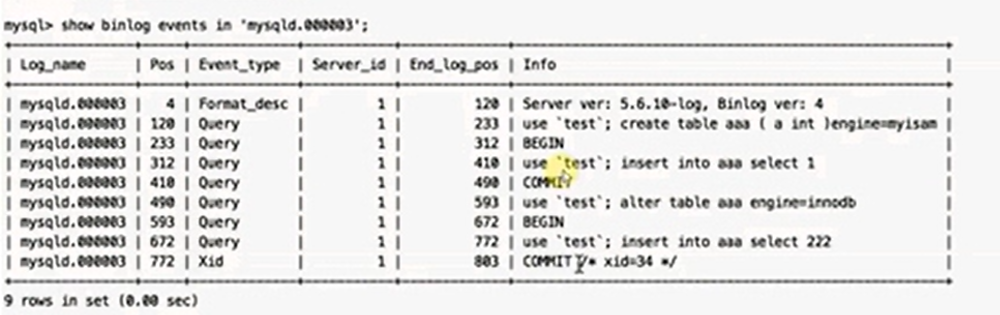 mysql> show binlog events in 'mysqld.000003';
| Log_name | Pos | Event_type | Server_id | End_log_pos | Info |
| mysqld.000003 | 4 | Format_desc | 1 | 120 | Server ver: 5.6.10-log, Binlog ver: 4 |
| mysqld.000003 | 120 | Query | 1 | 233 | use `test`; create table aaa ( a int )engine=myisam |
| mysqld.000003 | 233 | Query | 1 | 312 | BEGIN |
| mysqld.000003 | 312 | Query | 1 | 410 | use `test`; insert into aaa select 1 |
| mysqld.000003 | 410 | Query | 1 | 490 | COMMIT |
| mysqld.000003 | 490 | Query | 1 | 593 | use `test`; alter table aaa engine=innodb |
| mysqld.000003 | 593 | Query | 1 | 672 | BEGIN |
| mysqld.000003 | 672 | Query | 1 | 772 | use `test`; insert into aaa select 222 |
| mysqld.000003 | 772 | Xid | 1 | 803 | COMMIT /* xid=34 */ |
9 rows in set (0.00 sec)